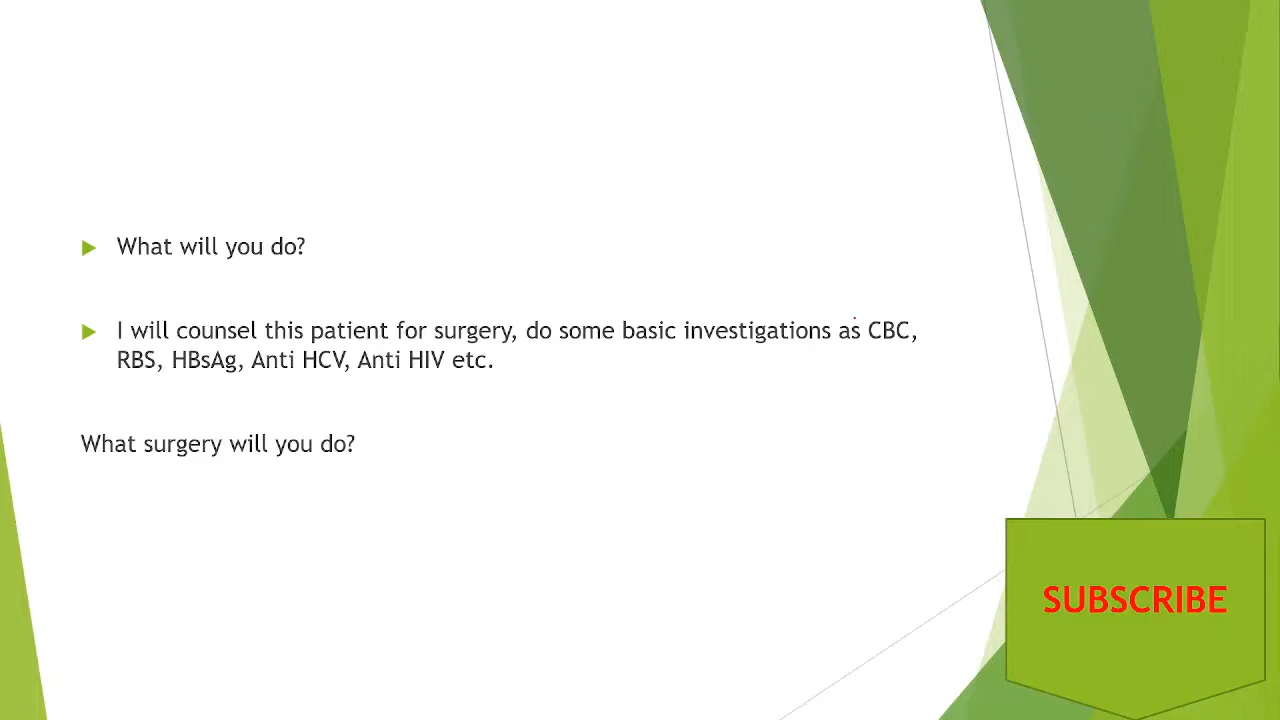 What will you do?
I will counsel this patient for surgery, do some basic investigations as CBC,
RBS, HBsAg, Anti HCV, Anti HIV etc.
What surgery will you do?
SUBSCRIBE